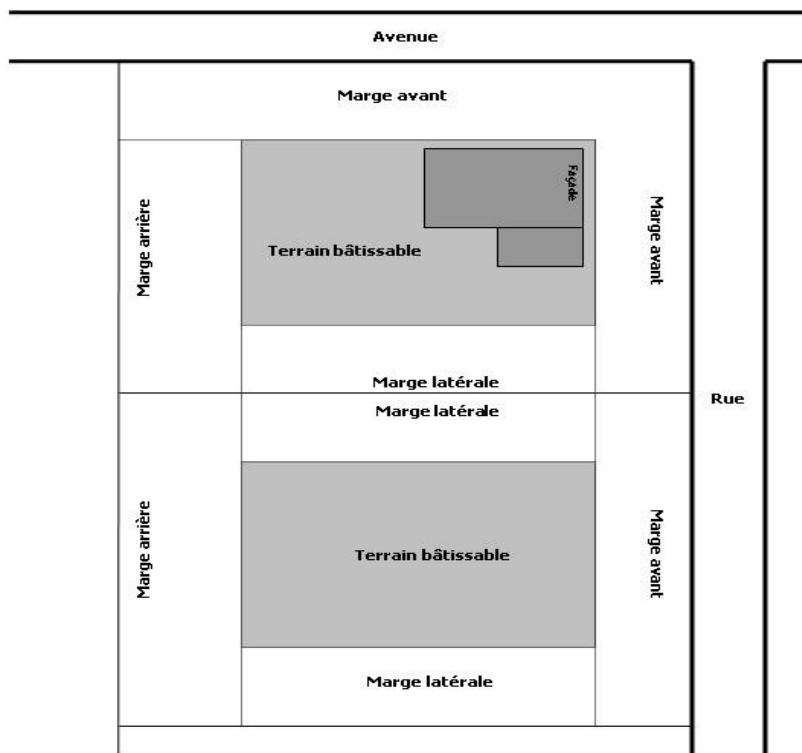 Avenue
Marge avant
Façade
Marge arrière
Marge avant
Terrain bâtissable
Marge latérale
Rue
Marge latérale
Marge arrière
Marge avant
Terrain bâtissable
Marge latérale